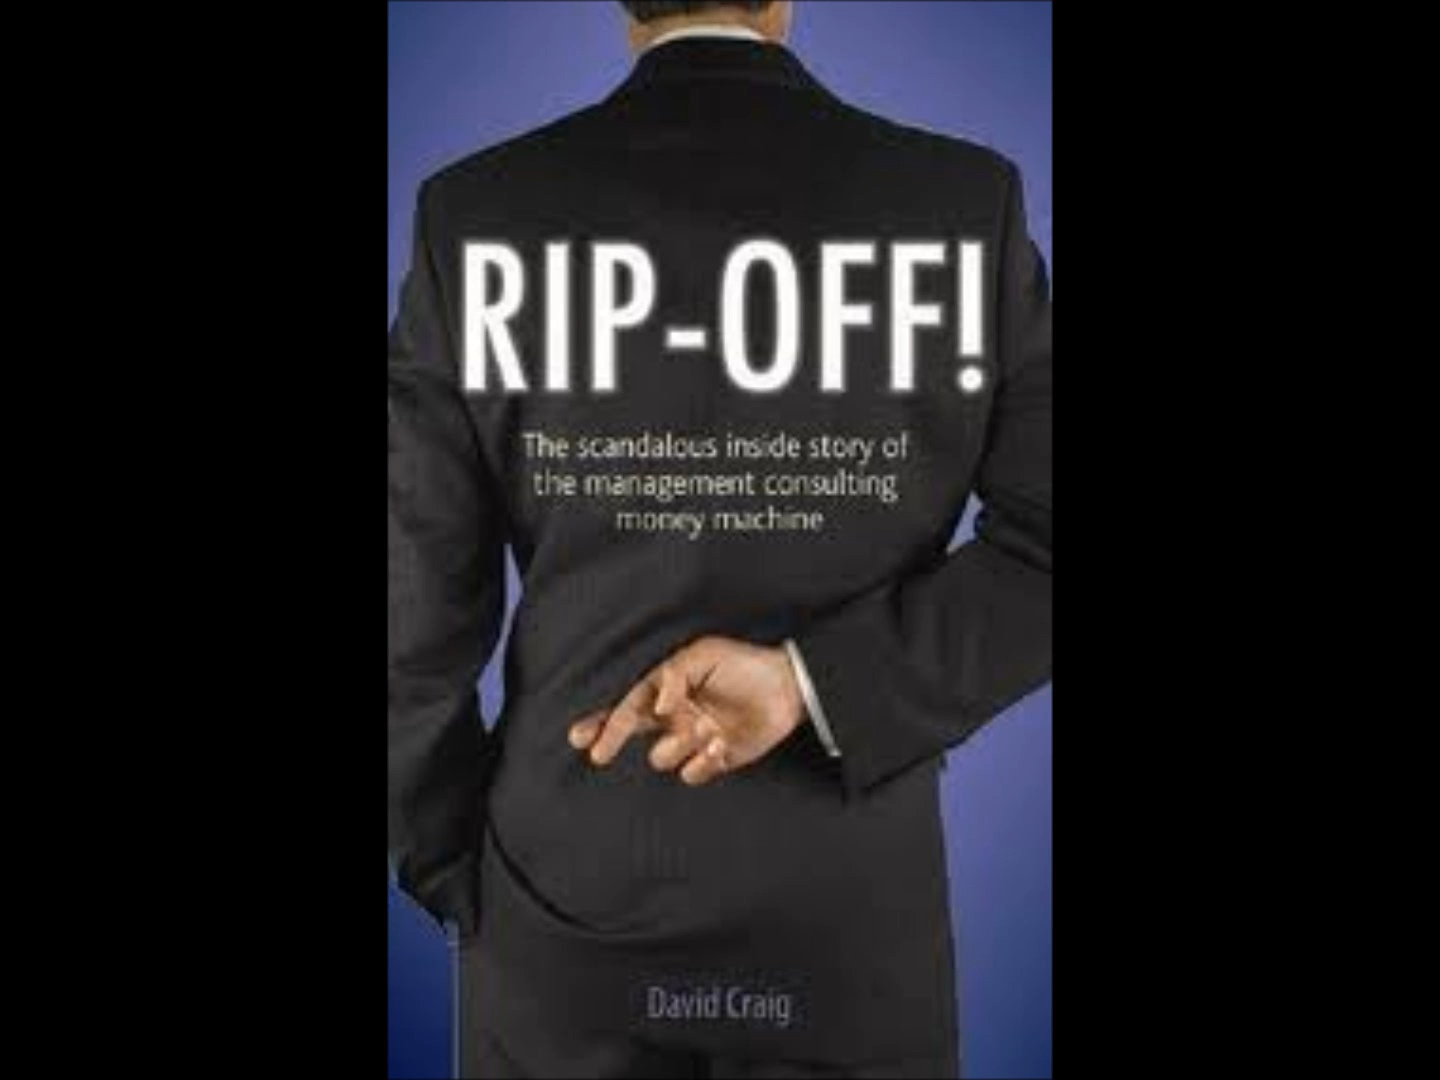 RIP-OFF!
The scandalous inside story of
the management consulting
money machine
David Craig